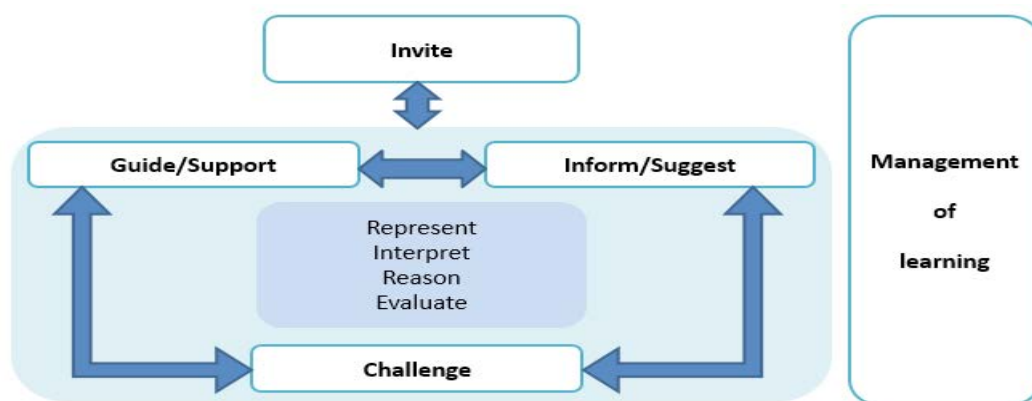 Invite
Guide/Support
Inform/Suggest
Represent
Interpret
Reason
Evaluate
Challenge
Management
of
learning